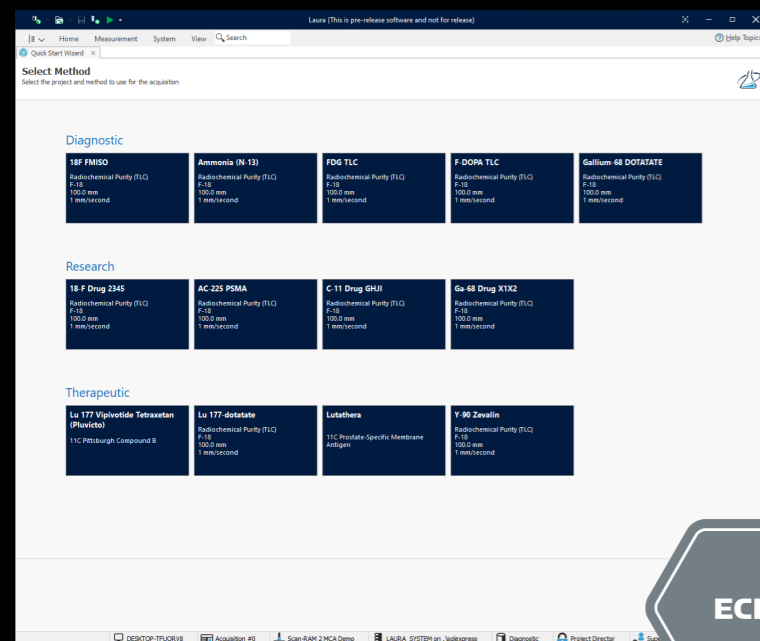 Laura (This is pre-release software and not for release)
Home Measurement System View Search
Help Topics
Quick Start Wizard
Select Method
Select the project and method to use for the acquisition
Diagnostic
18F FMISO
Radiochemical Purity (TLC)
F-18
100.0 mm
1 mm/second
Ammonia (N-13)
Radiochemical Purity (TLC)
F-18
100.0 mm
1 mm/second
FDG TLC
Radiochemical Purity (TLC)
F-18
100.0 mm
1 mm/second
F-DOPA TLC
Radiochemical Purity (TLC)
F-18
100.0 mm
1 mm/second
Gallium-68 DOTATATE
Radiochemical Purity (TLC)
F-18
100.0 mm
1 mm/second
Research
18-F Drug 2345
Radiochemical Purity (TLC)
F-18
100.0 mm
1 mm/second
AC-225 PSMA
Radiochemical Purity (TLC)
F-18
100.0 mm
1 mm/second
C-11 Drug GHJI
Radiochemical Purity (TLC)
F-18
100.0 mm
1 mm/second
Ga-68 Drug X1X2
Radiochemical Purity (TLC)
F-18
100.0 mm
1 mm/second
Therapeutic
Lu 177 Vipivotide Tetraxetan
(Pluvicto)
11C Pittsburgh Compound B
Lu 177-dotatate
Radiochemical Purity (TLC)
F-18
100.0 mm
1 mm/second
Lutathera
11C Prostate-Specific Membrane
Antigen
Y-90 Zevalin
Radiochemical Purity (TLC)
F-18
100.0 mm
1 mm/second
DESKTOP-TFUORV8 Acquisition #0 Scan-RAM 2 MCA Demo LAURA_SYSTEM on .\sqlexpress Diagnostic Project Director